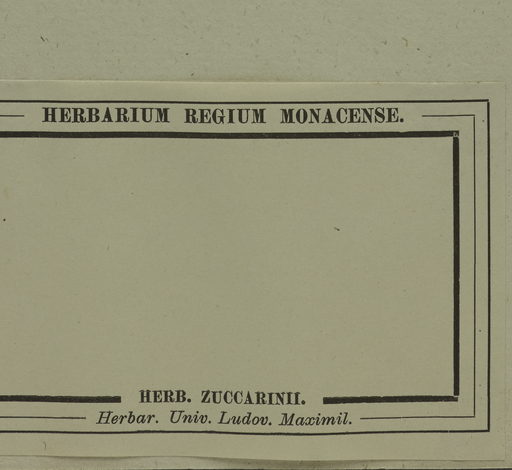 HERBARIUM REGIUM MONACENSE.
HERB. ZUCCARINII.
Herbar. Univ. Ludov. Maximil.